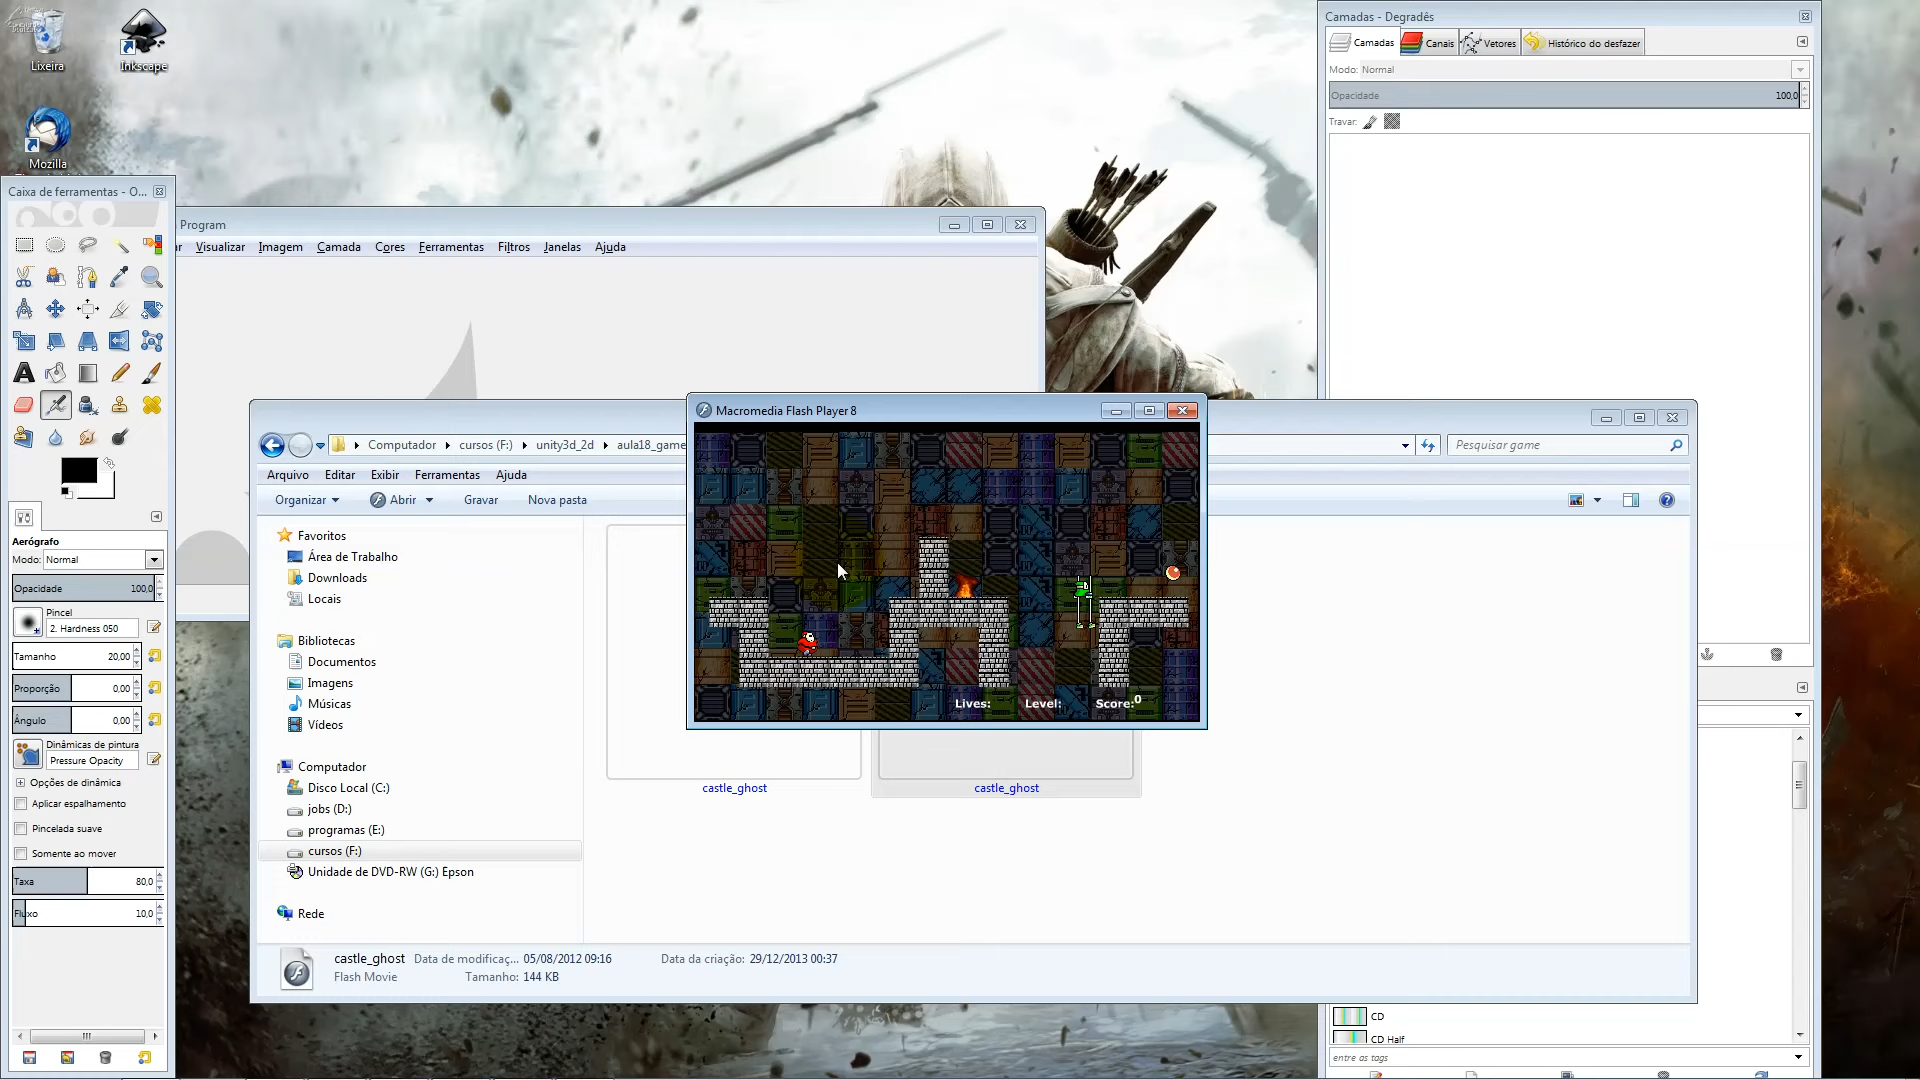 Lixeira
Inkscape
Mozilla
Caixa de ferramentas - O...
Program
Visualizar Imagem Camada Cores Ferramentas Filtros Janelas Ajuda
Aerógrafo
Modo: Normal
Opacidade 100,0
Pincel
2. Hardness 050
Tamanho 20,00
Proporção 0,00
Ângulo 0,00
Dinâmicas de pintura
Pressure Opacity
Opções de dinâmica
Aplicar espalhamento
Pincelada suave
Somente ao mover
Taxa 80,0
Fluxo 10,0
Computador cursos (F:) unity3d_2d aula18_game
Pesquisar game
Arquivo Editar Exibir Ferramentas Ajuda
Organizar Abrir Gravar Nova pasta
Favoritos
Área de Trabalho
Downloads
Locais
Bibliotecas
Documentos
Imagens
Músicas
Vídeos
Computador
Disco Local (C:)
jobs (D:)
programas (E:)
cursos (F:)
Unidade de DVD-RW (G:) Epson
Rede
castle_ghost
castle_ghost
castle_ghost Data de modificaç... 05/08/2012 09:16 Data da criação: 29/12/2013 00:37
Flash Movie Tamanho: 144 KB
Macromedia Flash Player 8
Lives: Level: Score: 0
Camadas - Degradês
Camadas Canais Vetores Histórico do desfazer
Modo: Normal
Opacidade 100,0
Travar:
CD
CD Half
entre as tags